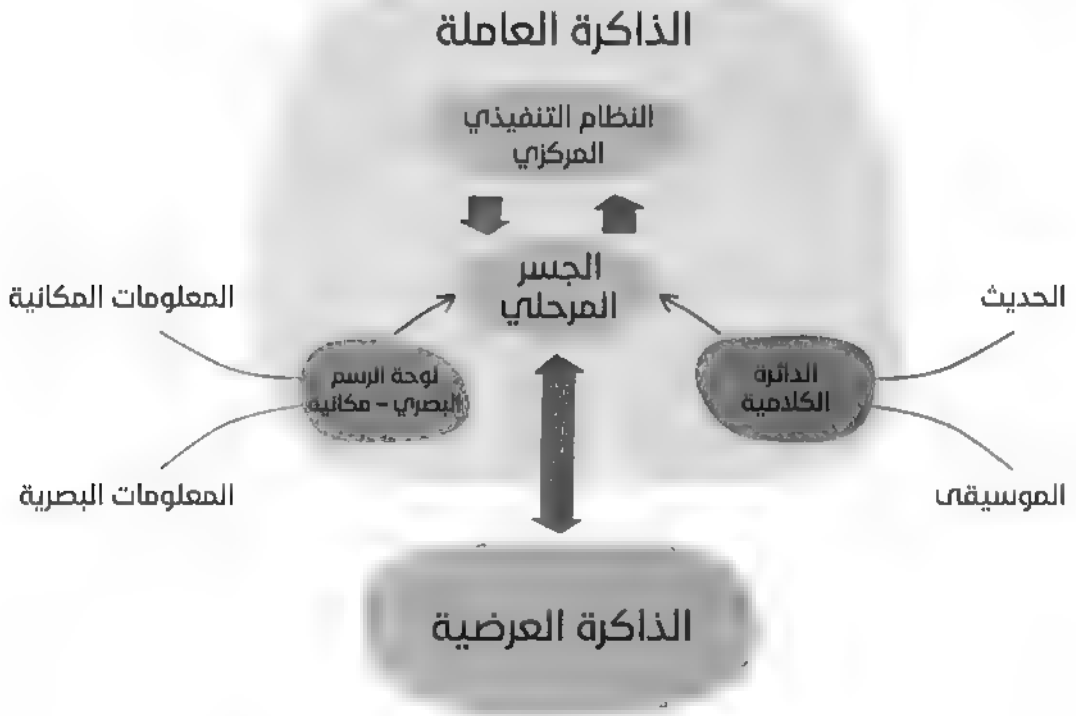 الذاكرة العاملة
النظام التنفيذي
المركزي
الجسر
المرحلي
الحديث
المعلومات المكانية
الدائرة
الكلامية
لوحة الرسم
البصري – مكانية
الموسيقى
المعلومات البصرية
الذاكرة العرضية